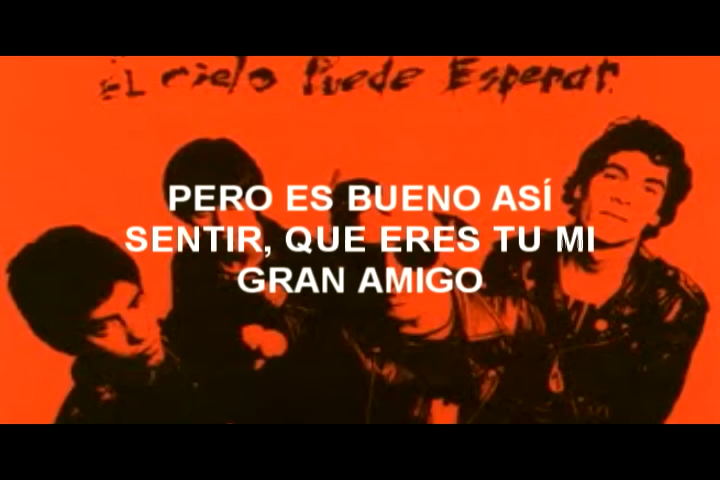 EL cielo Puede Esperar
PERO ES BUENO ASÍ
SENTIR, QUE ERES TU MI
GRAN AMIGO